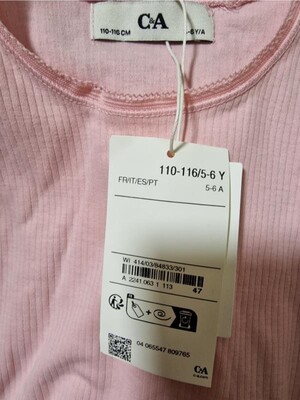 C&A
110-116 CM
-6Y/A
110-116/5-6 Y
FR/IT/ES/PT
5-6 A
WI 414/03/84833/301
A 2241 063 1 113
47
04 065547 809765
C&A